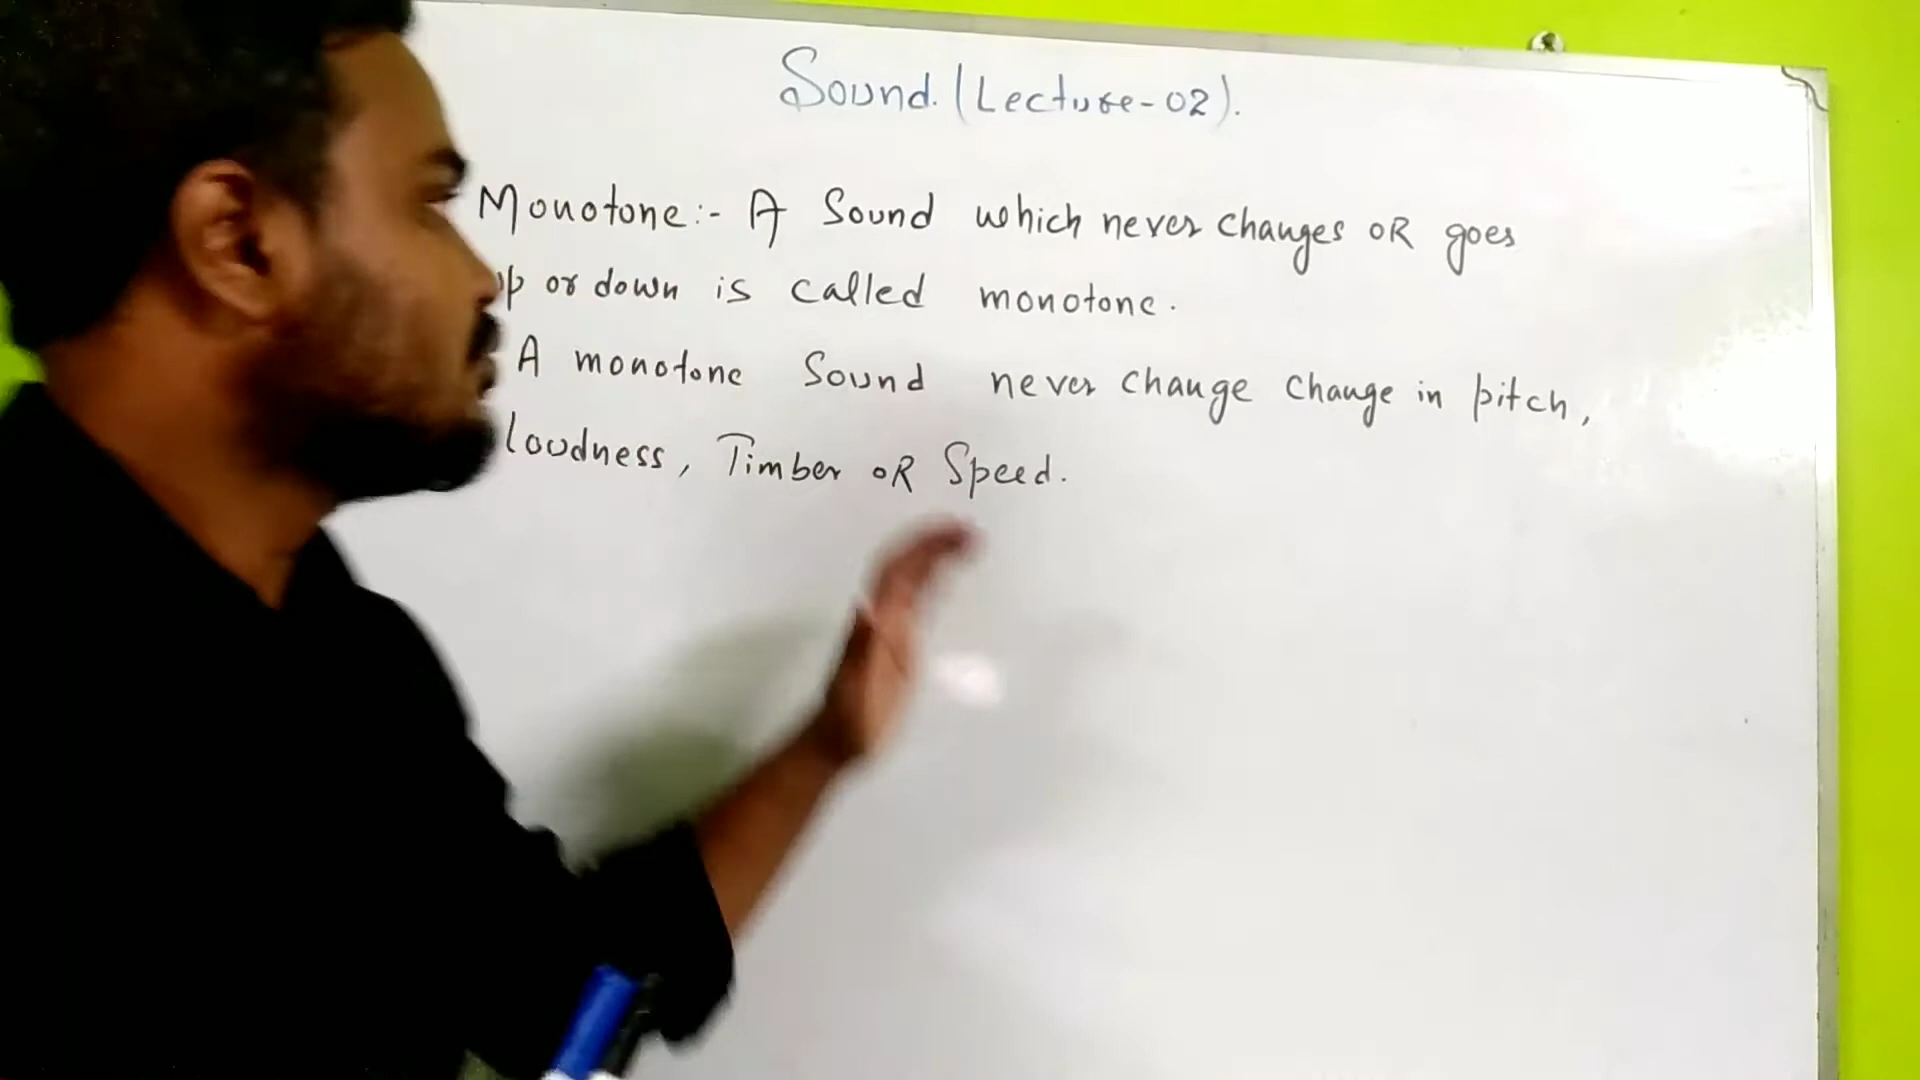 Sound. (Lecture-02).
Monotone:- A Sound which never changes OR goes
up or down is called monotone.
A monotone Sound never change change in pitch,
loudness, Timber OR Speed.